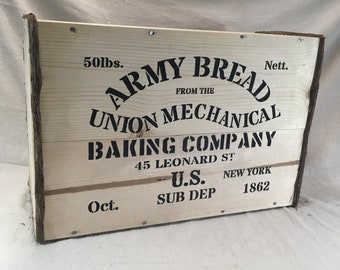 50lbs. Nett.
ARMY BREAD
FROM THE
UNION MECHANICAL
BAKING COMPANY
45 LEONARD ST
U.S. NEW YORK
Oct. SUB DEP 1862